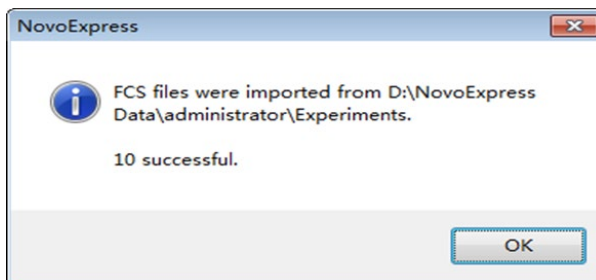 NovoExpress
FCS files were imported from D:\NovoExpress
Data\administrator\Experiments.
10 successful.
OK